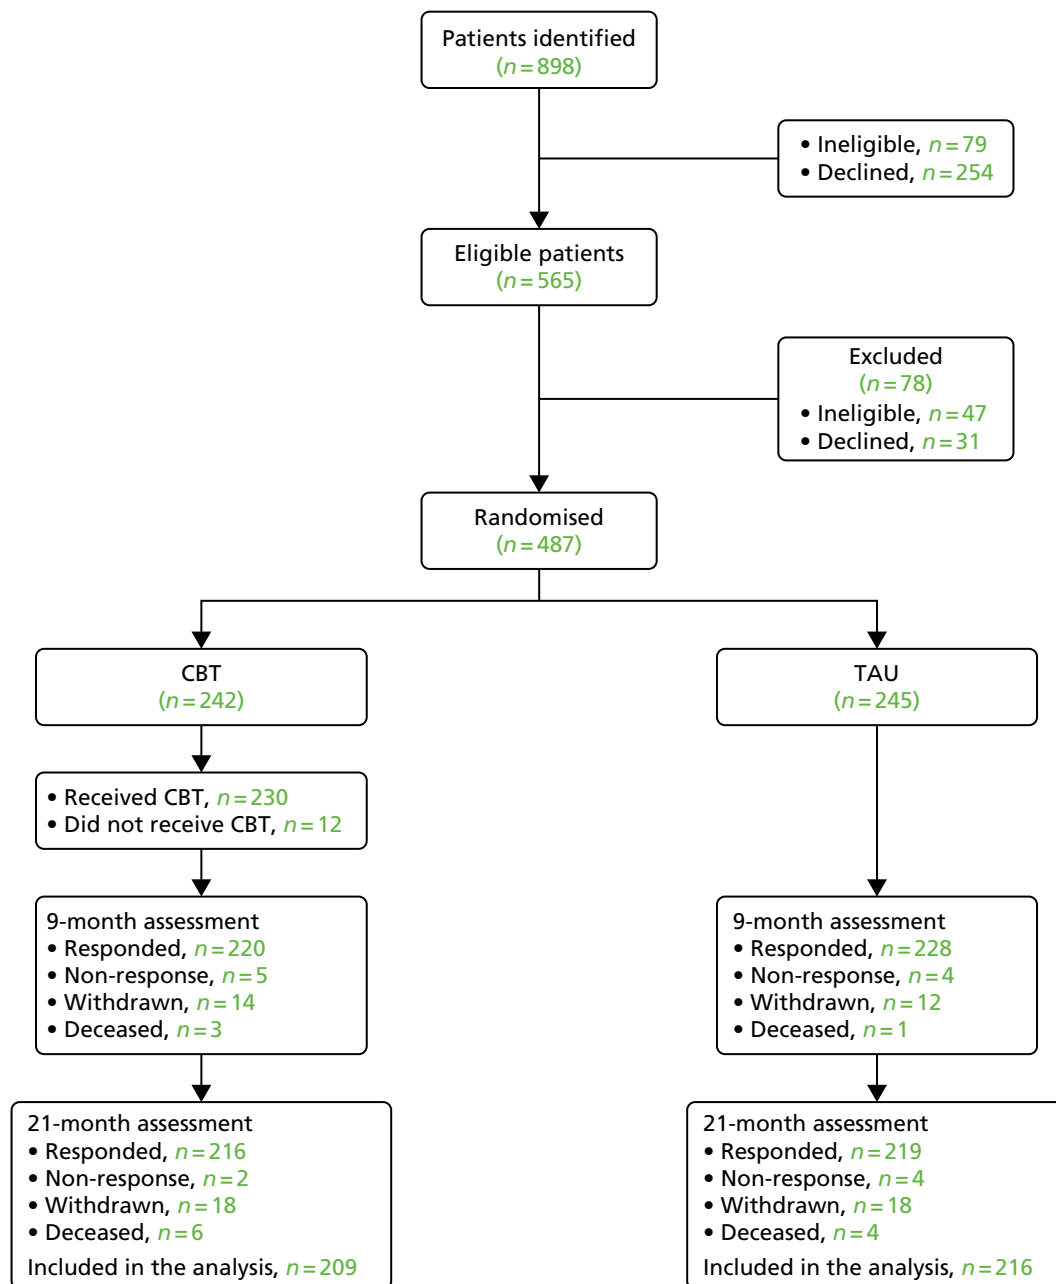 Patients identified
(n=898)
• Ineligible, n=79
• Declined, n=254
Eligible patients
(n=565)
Excluded
(n=78)
• Ineligible, n=47
• Declined, n=31
Randomised
(n=487)
CBT
(n=242)
TAU
(n=245)
• Received CBT, n=230
• Did not receive CBT, n=12
9-month assessment
• Responded, n=220
• Non-response, n=5
• Withdrawn, n=14
• Deceased, n=3
9-month assessment
• Responded, n=228
• Non-response, n=4
• Withdrawn, n=12
• Deceased, n=1
21-month assessment
• Responded, n=216
• Non-response, n=2
• Withdrawn, n=18
• Deceased, n=6
Included in the analysis, n=209
21-month assessment
• Responded, n=219
• Non-response, n=4
• Withdrawn, n=18
• Deceased, n=4
Included in the analysis, n=216